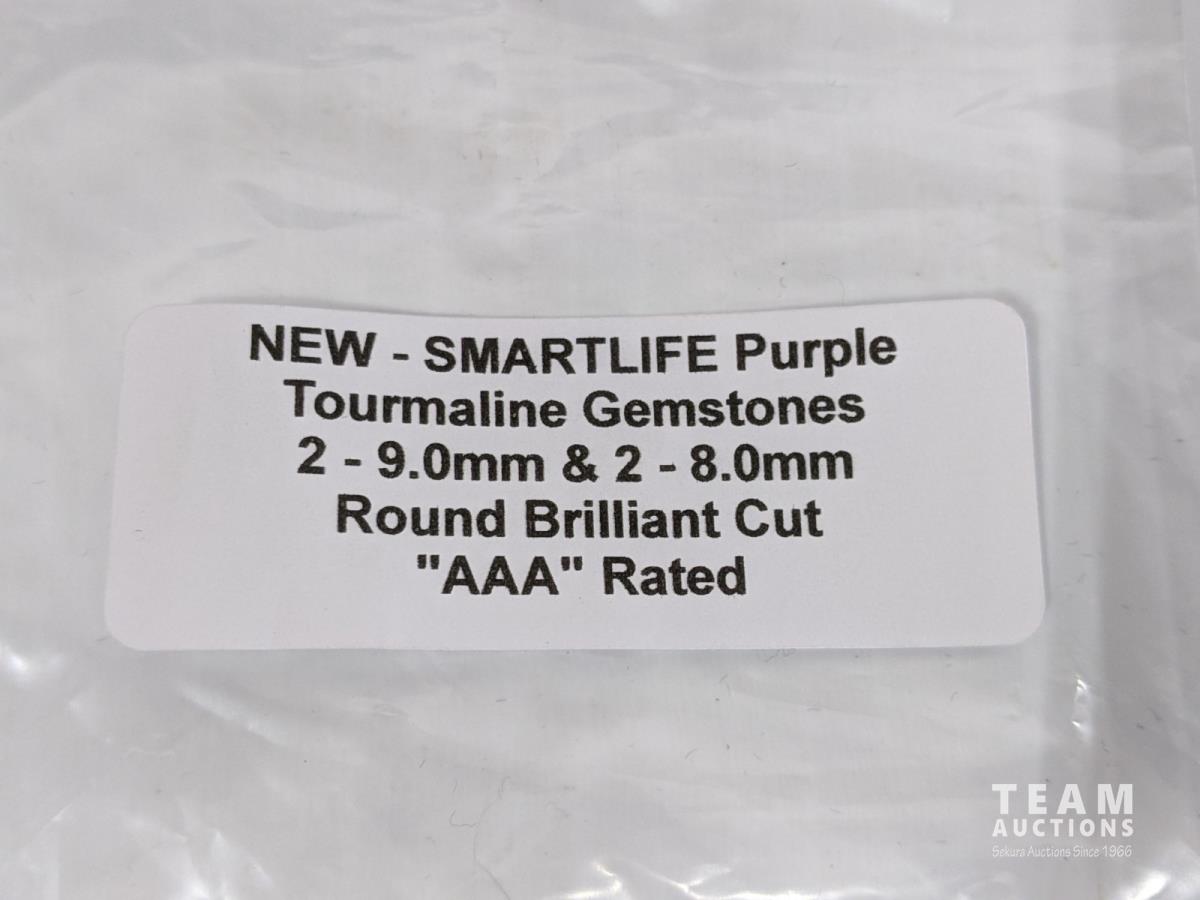 NEW - SMARTLIFE Purple
Tourmaline Gemstones
2 - 9.0mm & 2 - 8.0mm
Round Brilliant Cut
"AAA" Rated
TEAM
AUCTIONS
Sekura Auctions Since 1966